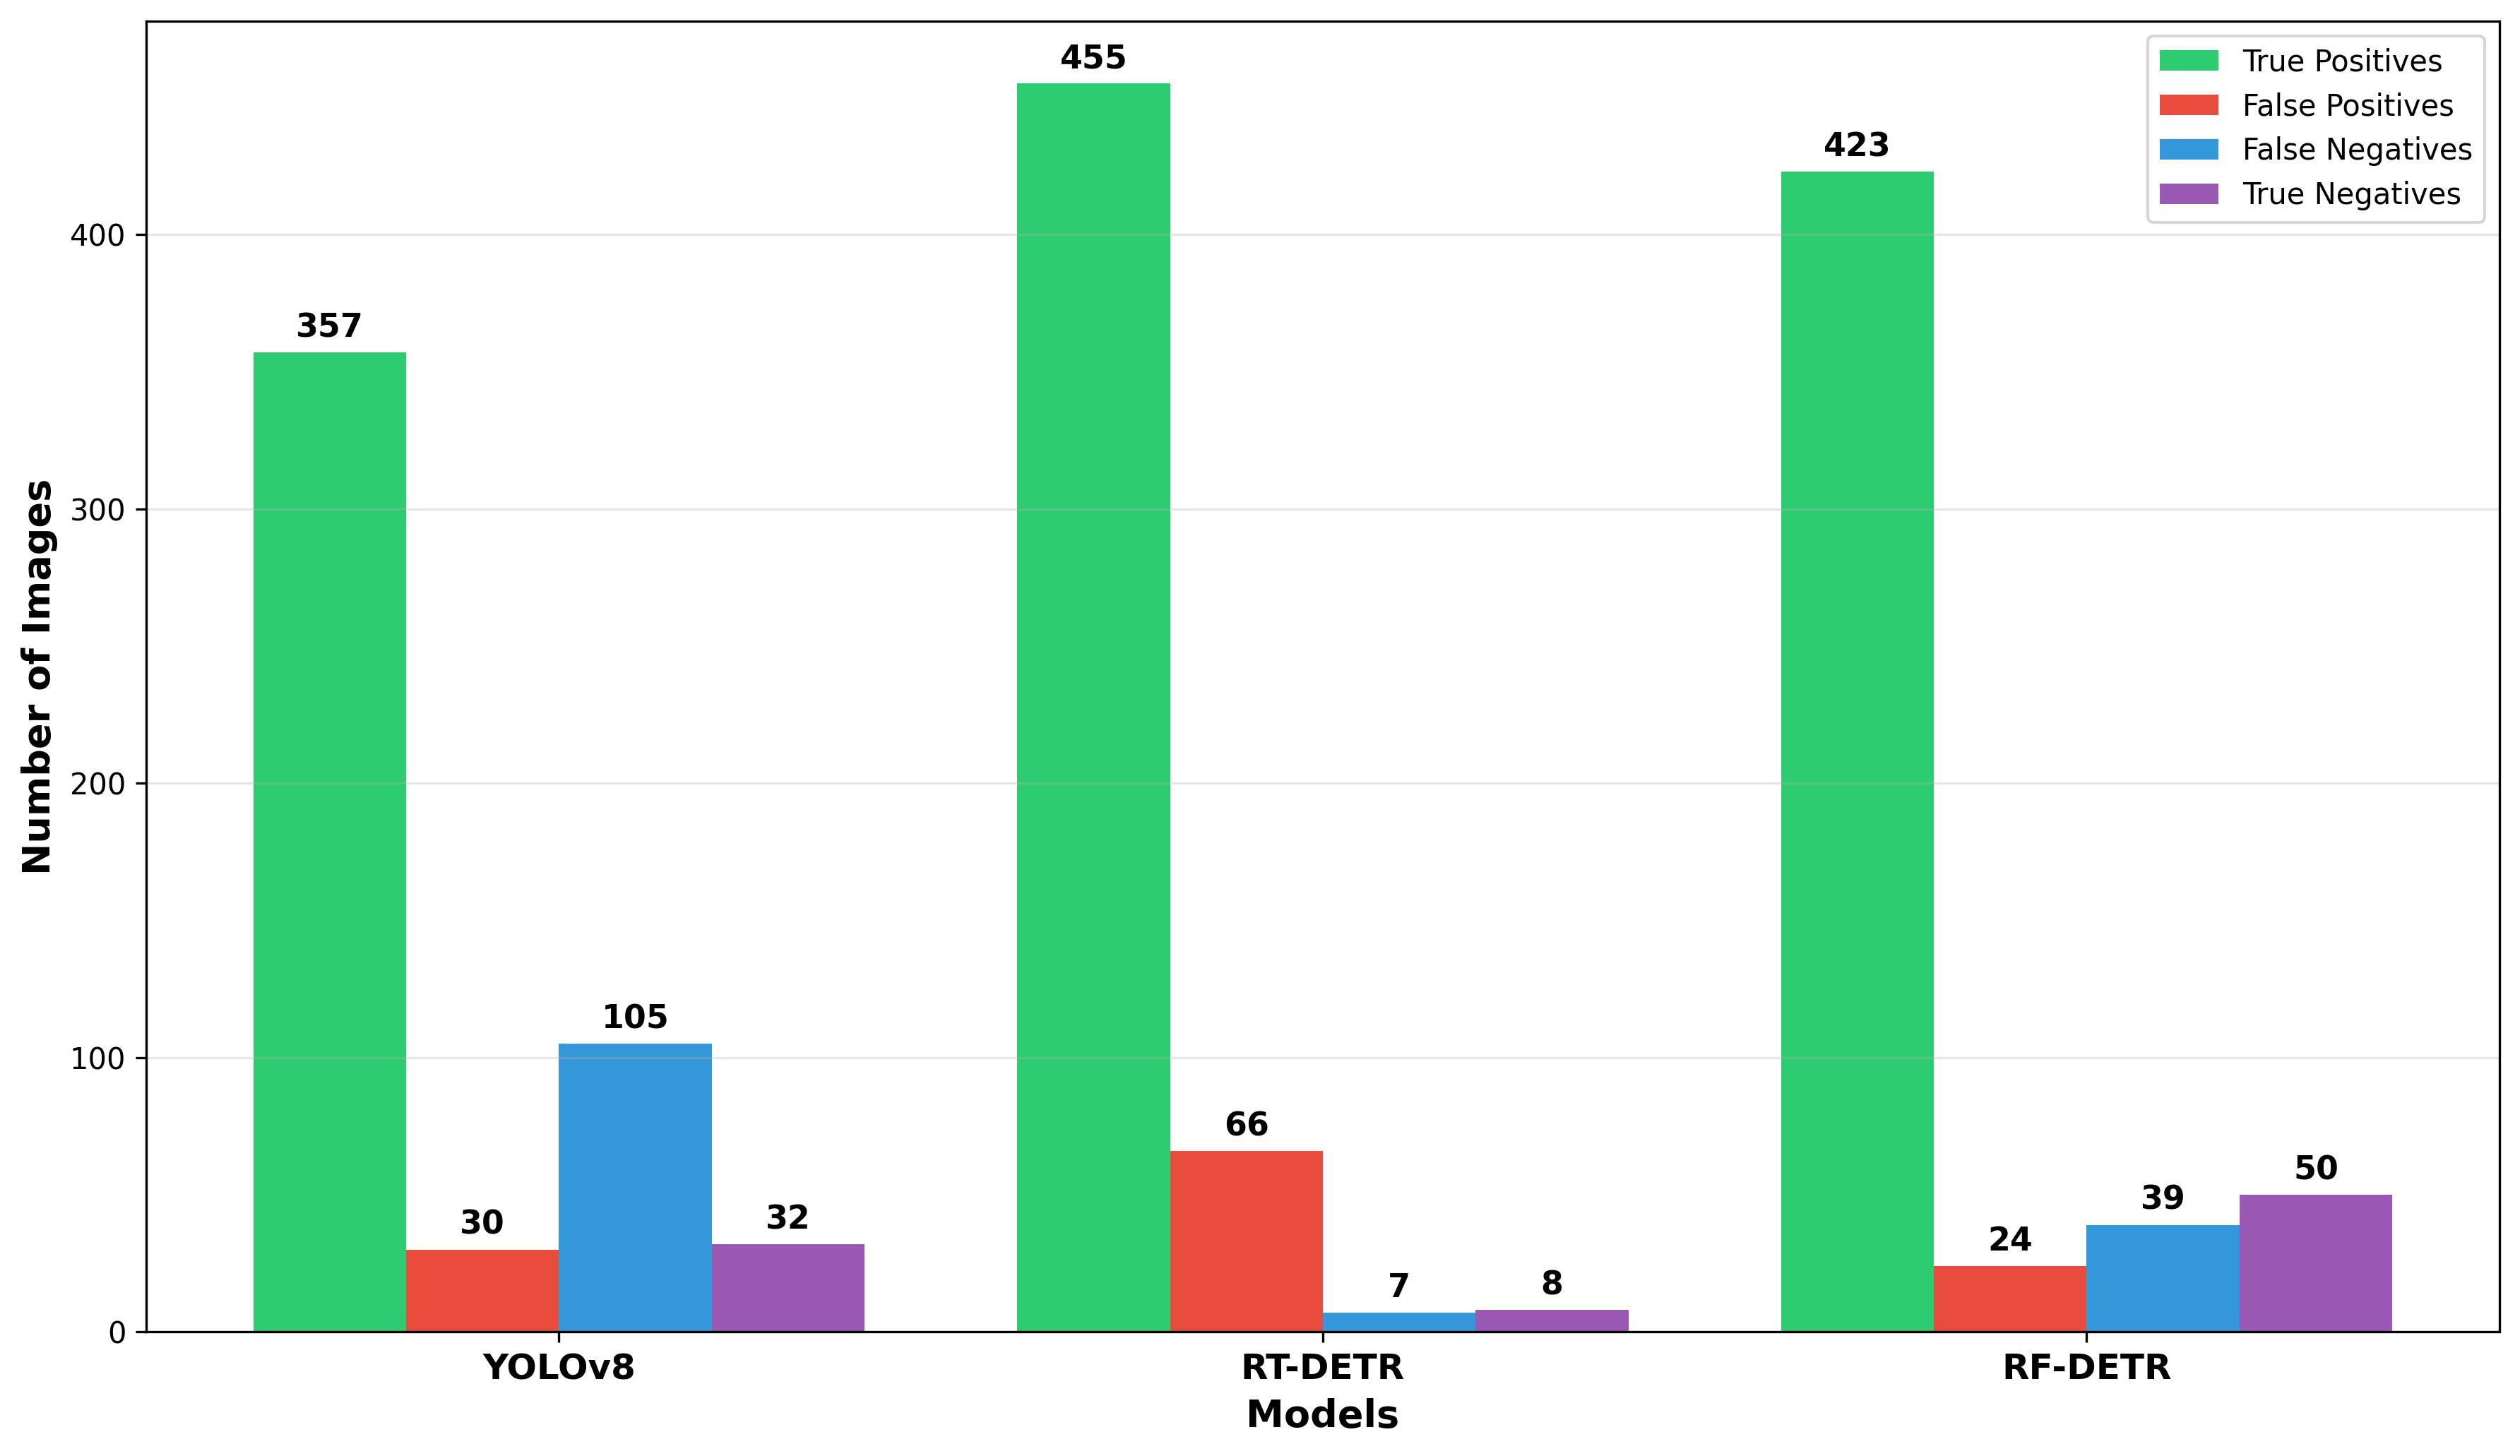 455
423
357
105
66
30
32
7
8
24
39
50
True Positives
False Positives
False Negatives
True Negatives
400
300
200
100
0
Number of Images
YOLOv8
RT-DETR
RF-DETR
Models